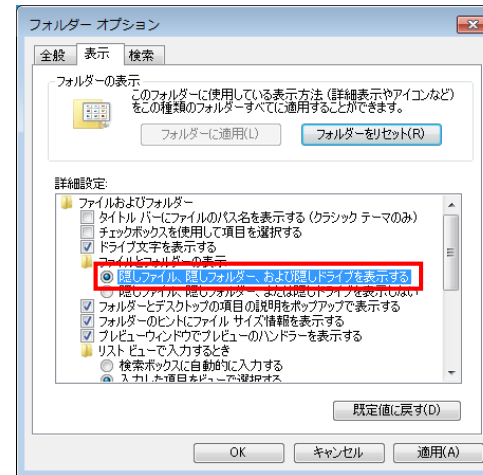 フォルダー オプション
全般
表示
検索
フォルダーの表示
このフォルダーに使用している表示方法（詳細表示やアイコンなど）
をこの種類のフォルダーすべてに適用することができます。
フォルダーに適用(L)
フォルダーをリセット(R)
詳細設定:
ファイルおよびフォルダー
タイトル バーにファイルのパス名を表示する (クラシック テーマのみ)
チェックボックスを使用して項目を選択する
ドライブ文字を表示する
ファイルとフォルダーの表示
隠しファイル、隠しフォルダー、および隠しドライブを表示する
隠しファイル、隠しフォルダー、または隠しドライブを表示しない
フォルダーとデスクトップの項目の説明をポップアップで表示する
フォルダーのヒントにファイル サイズ情報を表示する
プレビューウィンドウでプレビューのハンドラーを表示する
リスト ビューで入力するとき
検索ボックスに自動的に入力する
入力した項目をビューで選択する
既定値に戻す(D)
OK
キャンセル
適用(A)